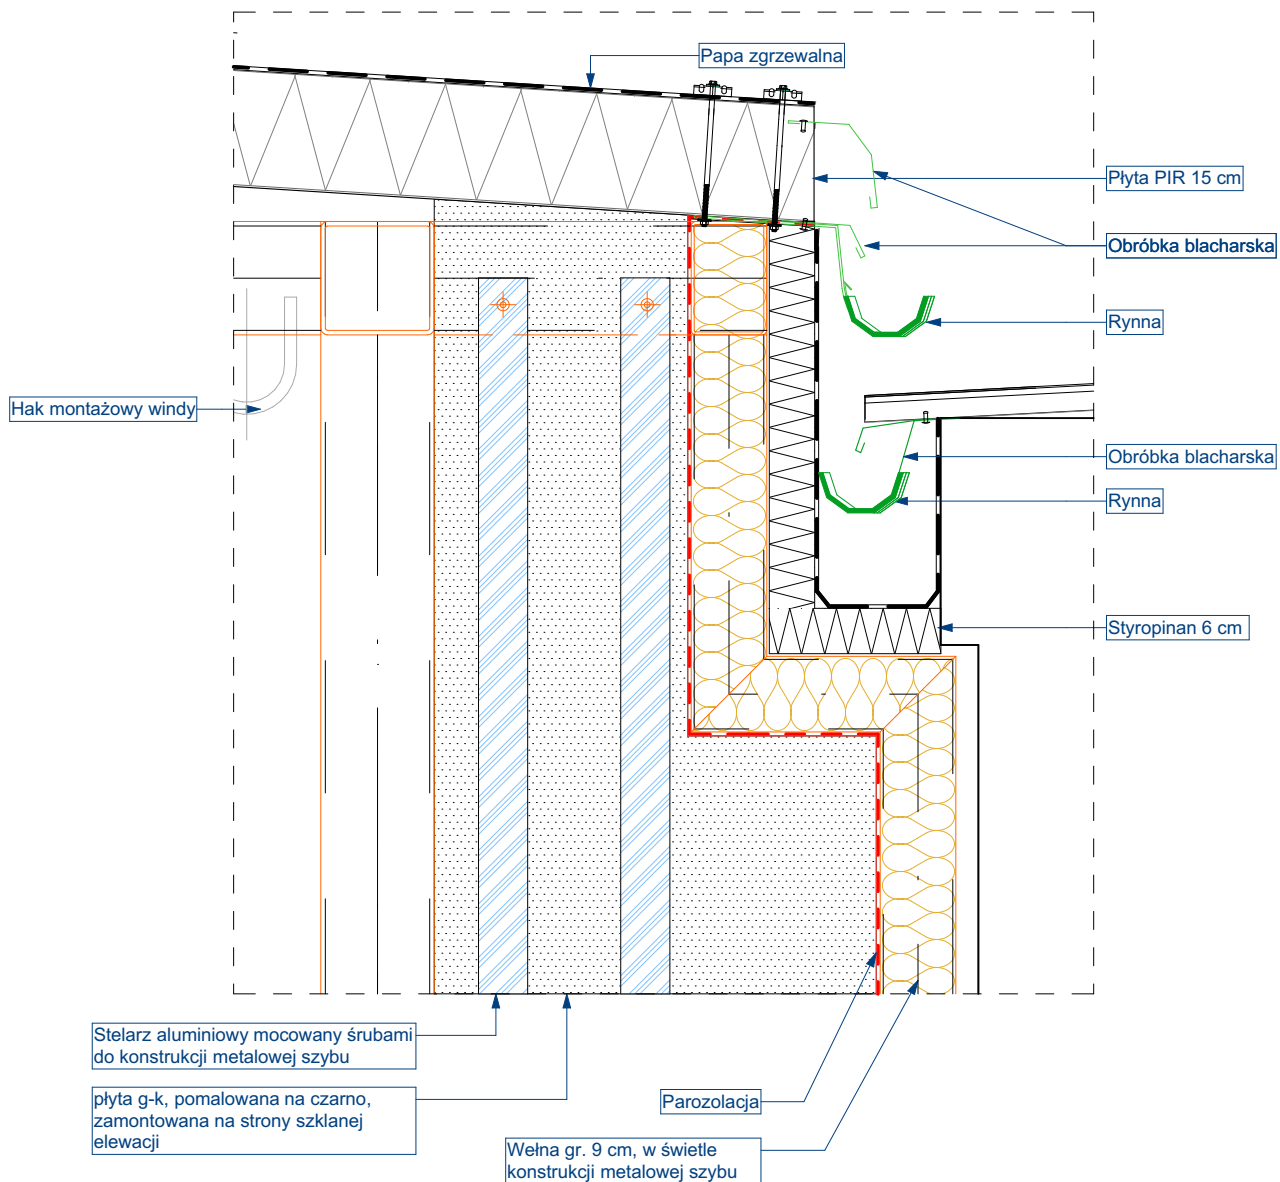 Papa zgrzewalna
Płyta PIR 15 cm
Obróbka blacharska
Rynna
Hak montażowy windy
Obróbka blacharska
Rynna
Styropinan 6 cm
Stelarz aluminiowy mocowany śrubami
do konstrukcji metalowej szybu
płyta g-k, pomalowana na czarno,
zamontowana na strony szklanej
elewacji
Parozolacja
Wełna gr. 9 cm, w świetle
konstrukcji metalowej szybu